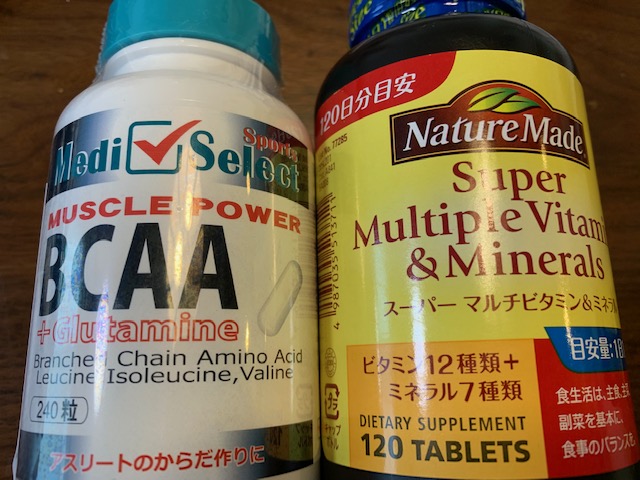 Medi Select
Sports
MUSCLE POWER
BCAA
+Glutamine
Branched Chain Amino Acid
Leucine, Isoleucine, Valine
240粒
アスリートのからだ作りに
120日分目安
NatureMade
Super
Multiple Vitam
& Minerals
スーパー マルチビタミン&ミネラ
ビタミン12種類+
ミネラル7種類
DIETARY SUPPLEMENT
120 TABLETS
目安量:1日
食生活は、主食、主
副菜を基本に、
食事のバランスを